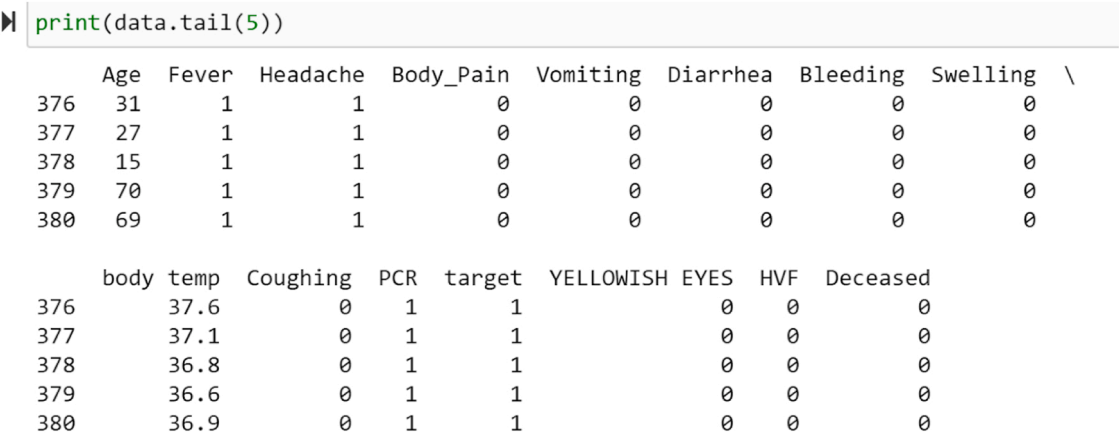 print(data.tail(5))
     Age  Fever  Headache  Body_Pain  Vomiting  Diarrhea  Bleeding  Swelling  \
376   31      1         1          0         0         0         0         0
377   27      1         1          0         0         0         0         0
378   15      1         1          0         0         0         0         0
379   70      1         1          0         0         0         0         0
380   69      1         1          0         0         0         0         0
     body temp  Coughing  PCR  target  YELLOWISH EYES  HVF  Deceased
376       37.6         0    1       1               0    0         0
377       37.1         0    1       1               0    0         0
378       36.8         0    1       1               0    0         0
379       36.6         0    1       1               0    0         0
380       36.9         0    1       1               0    0         0